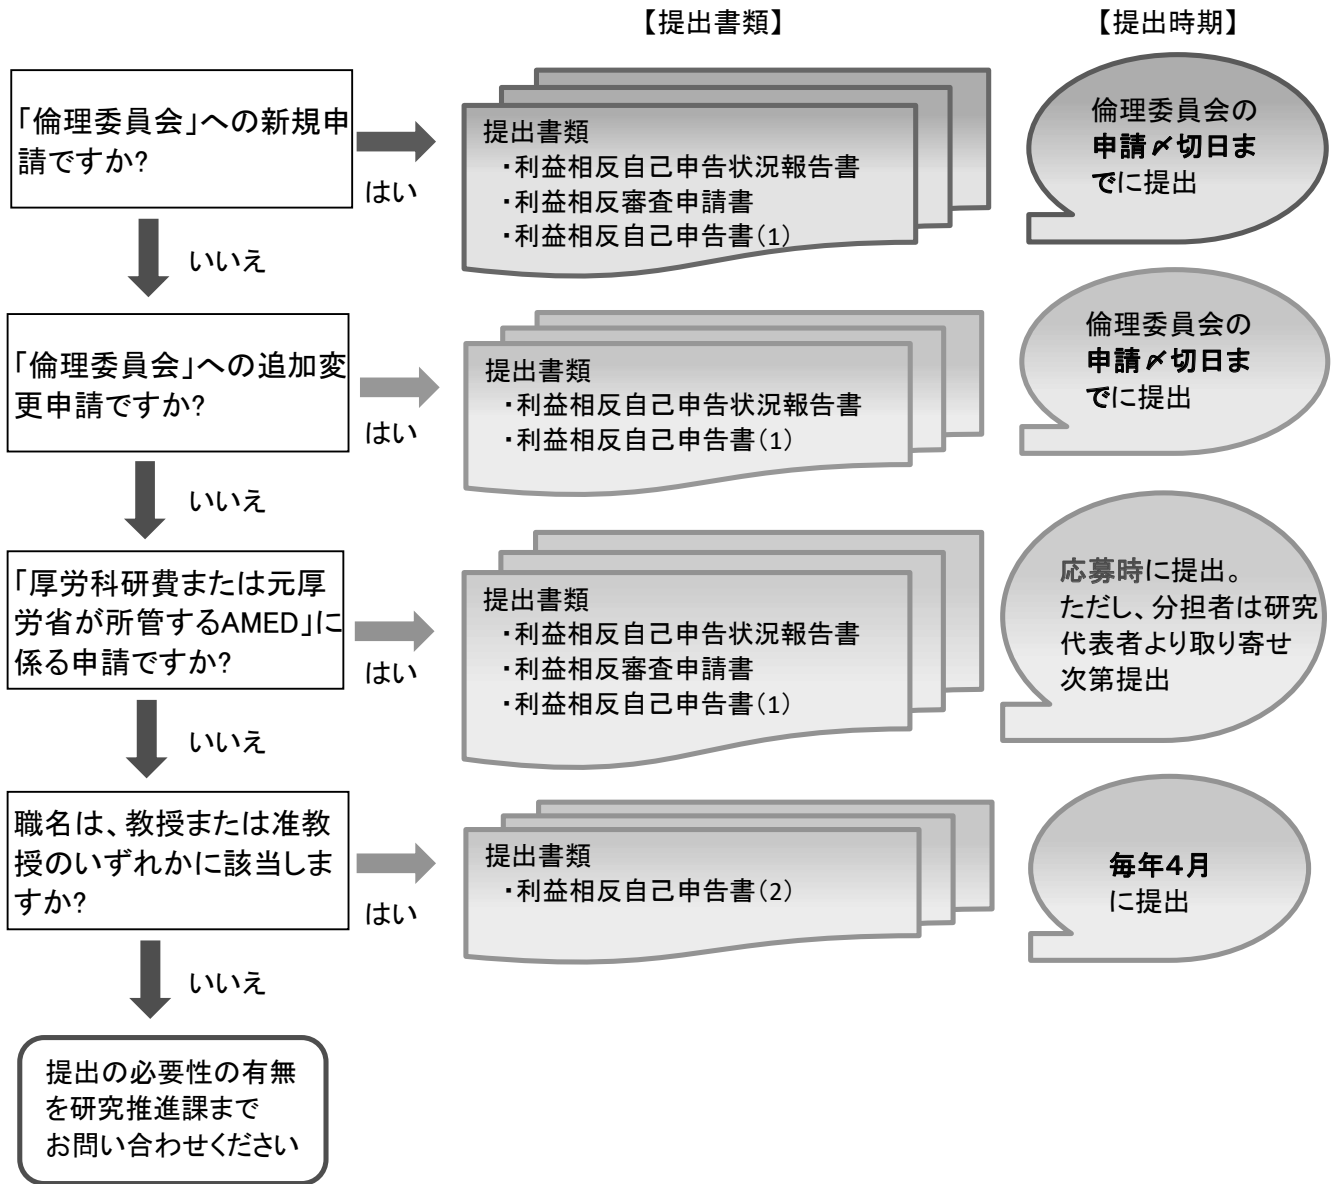 【提出書類】
【提出時期】
「倫理委員会」への新規申
請ですか?
はい
いいえ
提出書類
・利益相反自己申告状況報告書
・利益相反審査申請書
・利益相反自己申告書(1)
倫理委員会の
申請〆切日ま
でに提出
「倫理委員会」への追加変
更申請ですか?
はい
いいえ
提出書類
・利益相反自己申告状況報告書
・利益相反自己申告書(1)
倫理委員会の
申請〆切日ま
でに提出
「厚労科研費または元厚
労省が所管するAMED」に
係る申請ですか?
はい
いいえ
提出書類
・利益相反自己申告状況報告書
・利益相反審査申請書
・利益相反自己申告書(1)
応募時に提出。
ただし、分担者は研究
代表者より取り寄せ
次第提出
職名は、教授または准教
授のいずれかに該当しま
すか?
はい
いいえ
提出書類
・利益相反自己申告書(2)
毎年4月
に提出
提出の必要性の有無
を研究推進課まで
お問い合わせください